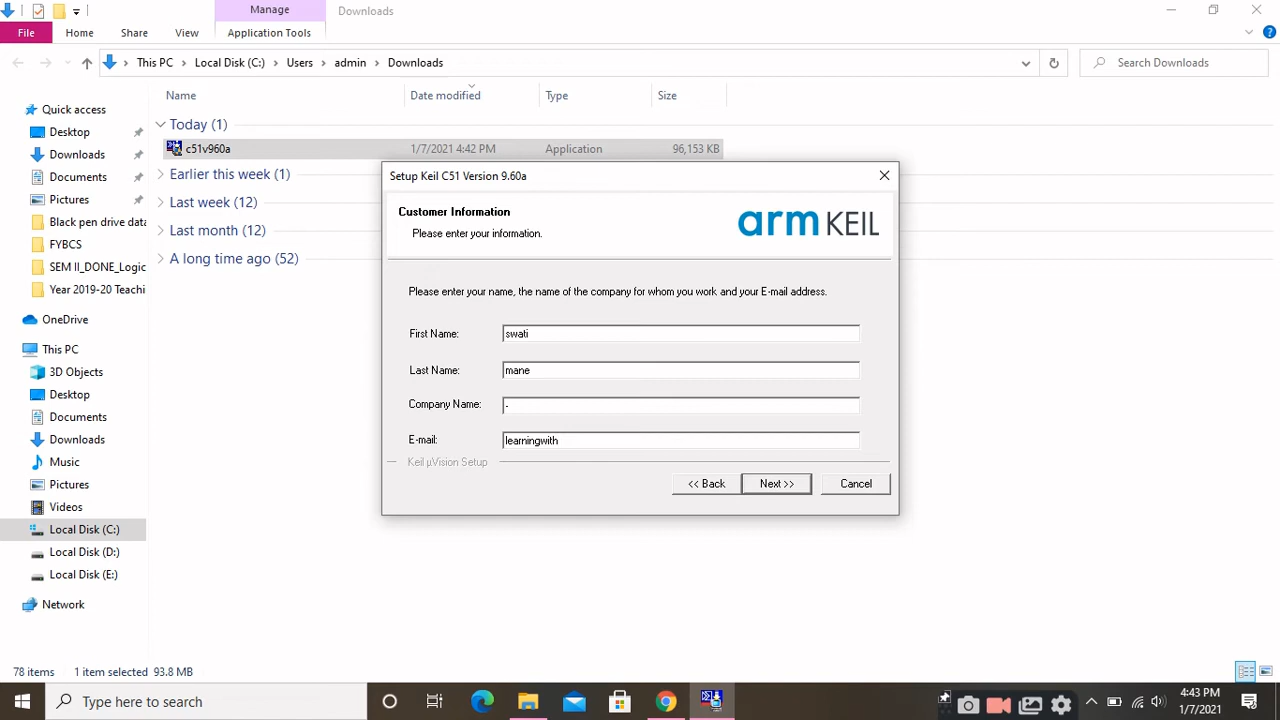 Manage
Downloads
File
Home
Share
View
Application Tools
This PC
Local Disk (C:)
Users
admin
Downloads
Search Downloads
Name
Date modified
Type
Size
Quick access
Desktop
Downloads
Documents
Pictures
Black pen drive data
FYBCS
SEM II_DONE_Logic
Year 2019-20 Teachi
OneDrive
This PC
3D Objects
Desktop
Documents
Downloads
Music
Pictures
Videos
Local Disk (C:)
Local Disk (D:)
Local Disk (E:)
Network
Today (1)
c51v960a 1/7/2021 4:42 PM Application 96,153 KB
Earlier this week (1)
Last week (12)
Last month (12)
A long time ago (52)
Setup Keil C51 Version 9.60a
Customer Information
Please enter your information.
arm KEIL
Please enter your name, the name of the company for whom you work and your E-mail address.
First Name: swati
Last Name: mane
Company Name: -
E-mail: learningwith
Keil µVision Setup
<< Back
Next >>
Cancel
78 items 1 item selected 93.8 MB
Type here to search
4:43 PM
1/7/2021